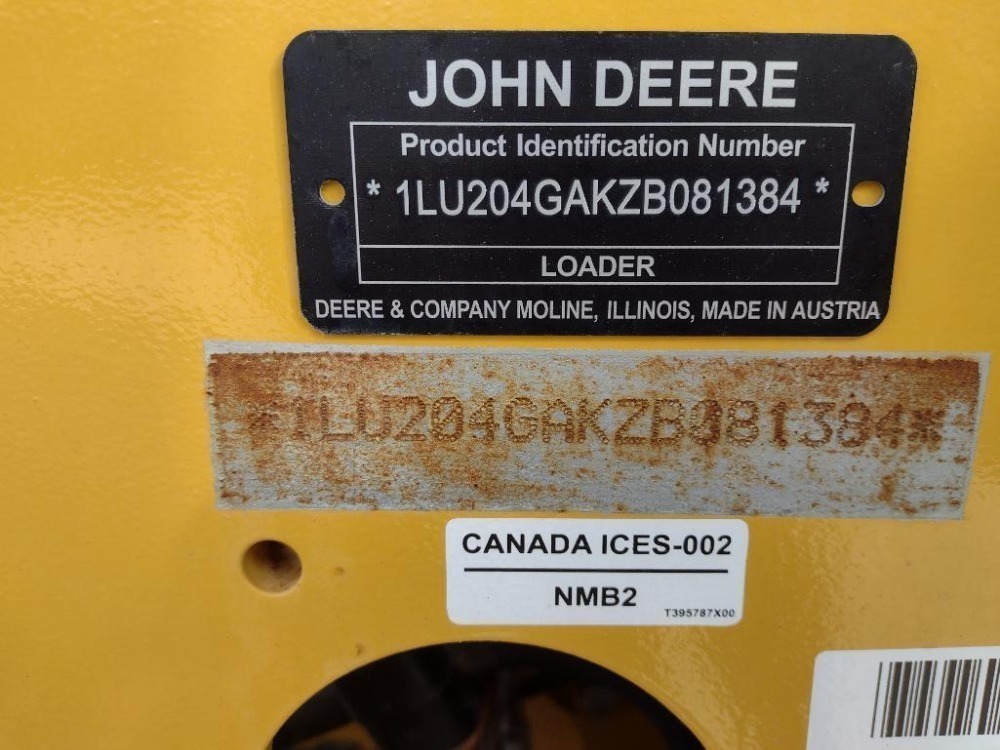 JOHN DEERE
Product Identification Number
* 1LU204GAKZB081384 *
LOADER
DEERE & COMPANY MOLINE, ILLINOIS, MADE IN AUSTRIA
*1LU204GAKZB081384*
CANADA ICES-002
NMB2
T395787X00